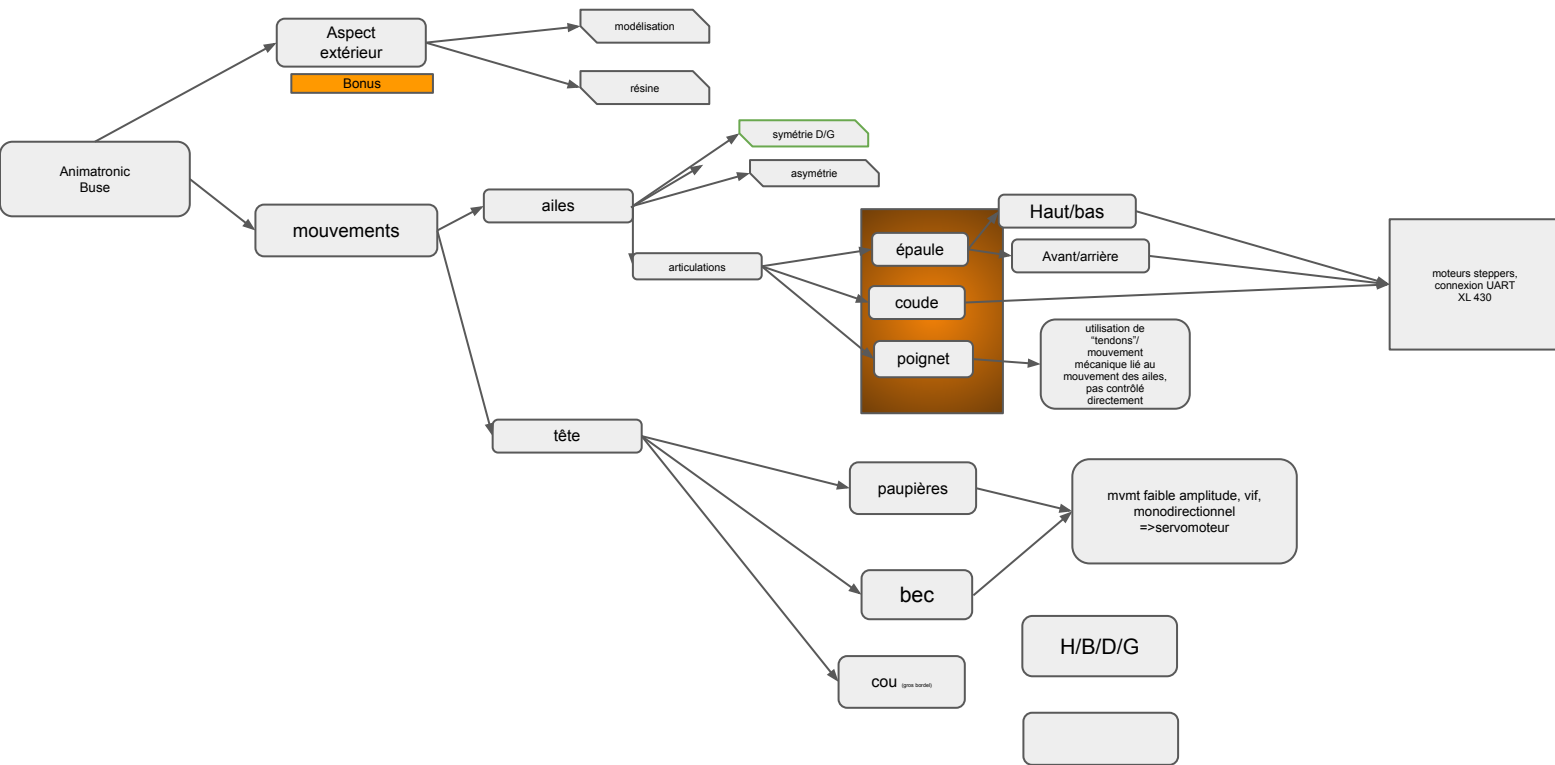 Aspect
extérieur
Bonus
modélisation
résine
Animatronic
Buse
mouvements
ailes
symétrie D/G
asymétrie
articulations
épaule
coude
poignet
Haut/bas
Avant/arrière
utilisation de
“tendons”/
mouvement
mécanique lié au
mouvement des ailes,
pas contrôlé
directement
moteurs steppers,
connexion UART
XL 430
tête
paupières
bec
cou (gros bordel)
mvmt faible amplitude, vif,
monodirectionnel
=>servomoteur
H/B/D/G